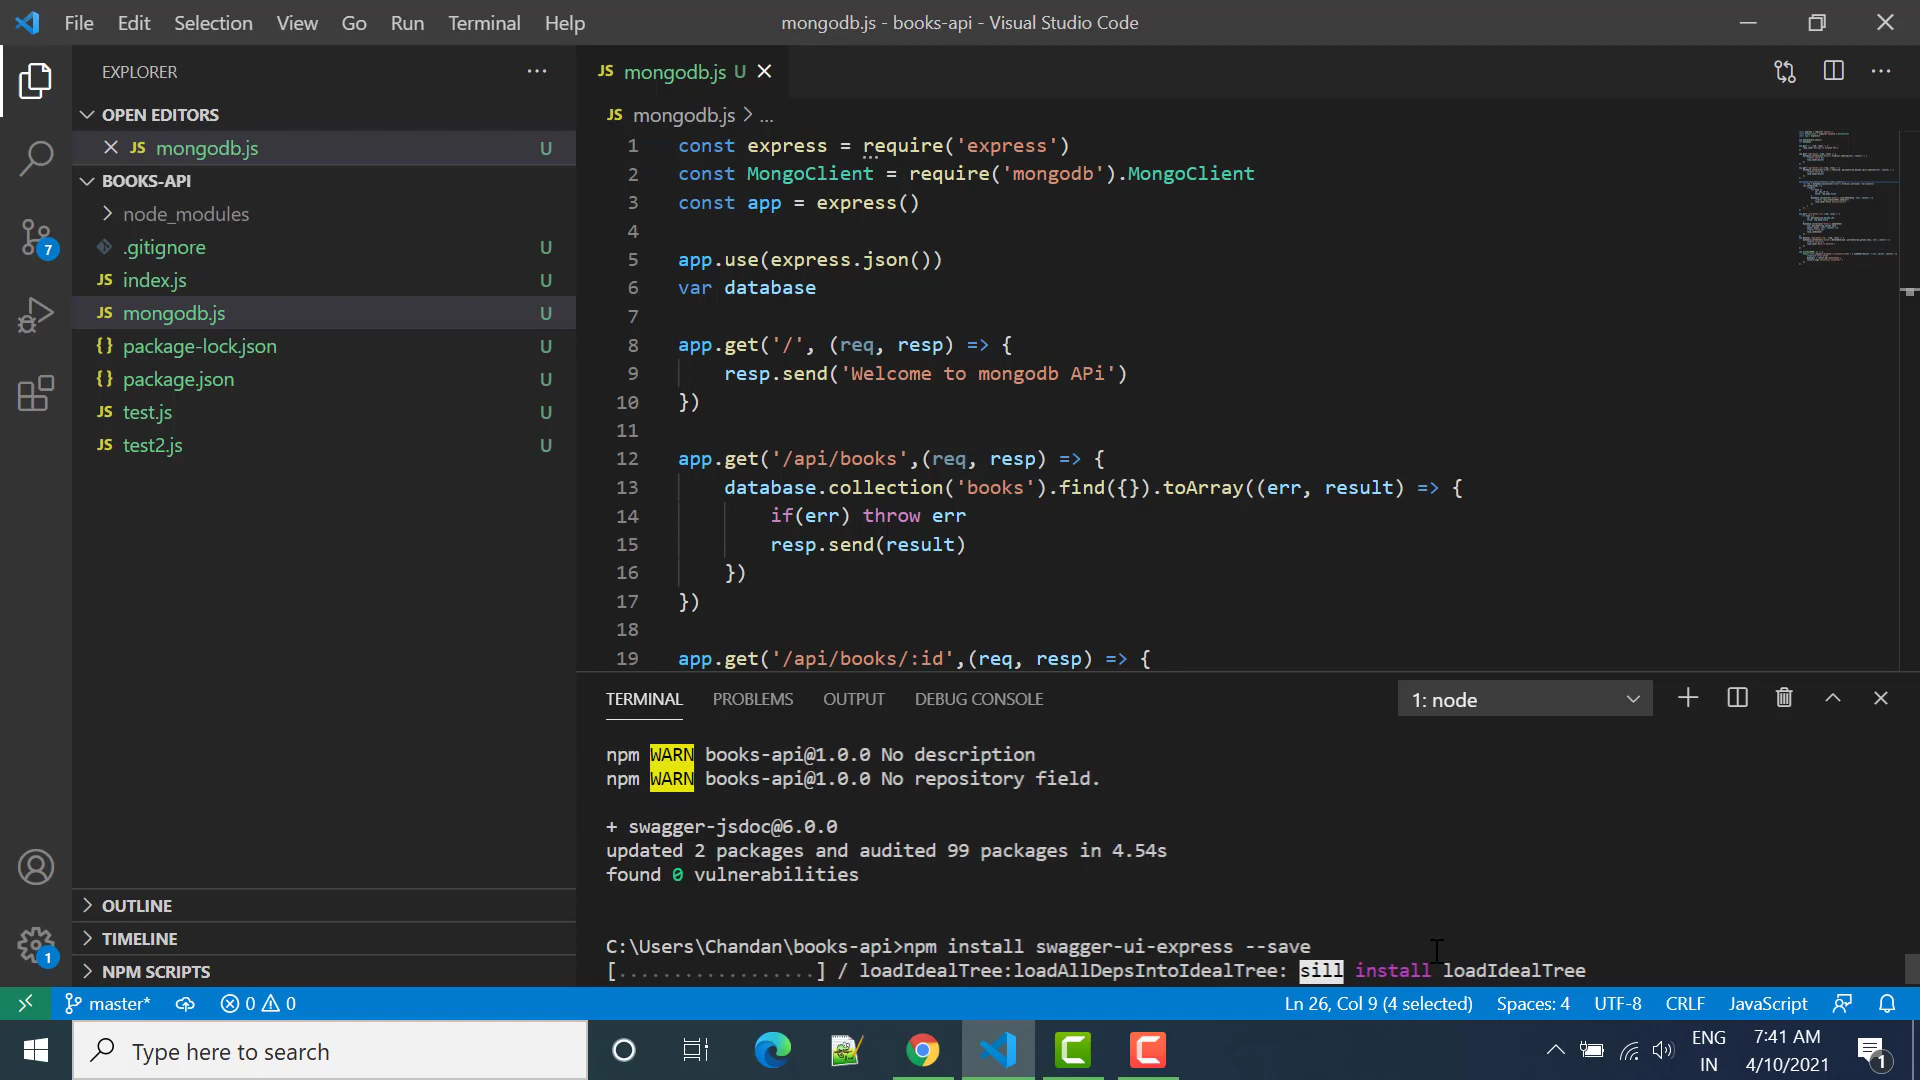 File Edit Selection View Go Run Terminal Help
mongodb.js - books-api - Visual Studio Code
EXPLORER
OPEN EDITORS
JS mongodb.js U
BOOKS-API
node_modules
.gitignore U
JS index.js U
JS mongodb.js U
{} package-lock.json U
{} package.json U
JS test.js U
JS test2.js U
OUTLINE
TIMELINE
NPM SCRIPTS
7
1
JS mongodb.js U
JS mongodb.js > ...
1 const express = require('express')
2 const MongoClient = require('mongodb').MongoClient
3 const app = express()
4
5 app.use(express.json())
6 var database
7
8 app.get('/', (req, resp) => {
9 resp.send('Welcome to mongodb APi')
10 })
11
12 app.get('/api/books',(req, resp) => {
13 database.collection('books').find({}).toArray((err, result) => {
14 if(err) throw err
15 resp.send(result)
16 })
17 })
18
19 app.get('/api/books/:id',(req, resp) => {
TERMINAL PROBLEMS OUTPUT DEBUG CONSOLE
1: node
npm WARN books-api@1.0.0 No description
npm WARN books-api@1.0.0 No repository field.
+ swagger-jsdoc@6.0.0
updated 2 packages and audited 99 packages in 4.54s
found 0 vulnerabilities
C:\Users\Chandan\books-api>npm install swagger-ui-express --save
[..................] / loadIdealTree:loadAllDepsIntoIdealTree: sill install loadIdealTree
master* 0 0
Ln 26, Col 9 (4 selected) Spaces: 4 UTF-8 CRLF JavaScript
Type here to search
ENG
IN
7:41 AM
4/10/2021
1